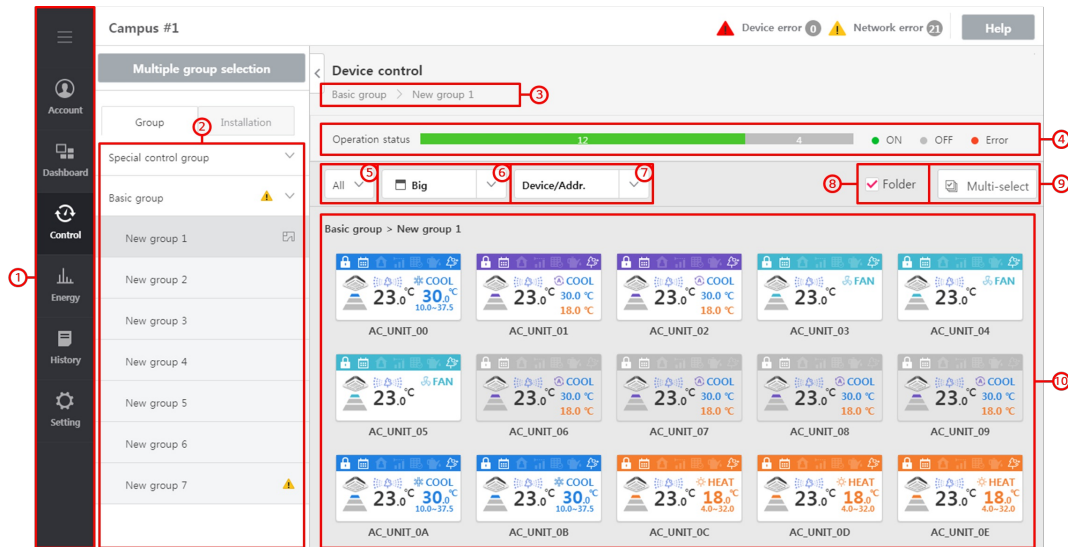 Campus #1
Device error 0
Network error 21
Help
Account
Dashboard
Control
Energy
History
Setting
1
Multiple group selection
Group
Installation
2
Special control group
Basic group
New group 1
New group 2
New group 3
New group 4
New group 5
New group 6
New group 7
Device control
Basic group > New group 1
3
Operation status 12 4 ON OFF Error
4
All
5
Big
6
Device/Addr.
7
8
Folder
Multi-select
9
Basic group > New group 1
10
COOL COOL COOL FAN FAN
23.0°C 30.0°C 23.0°C 30.0 ℃ 23.0°C 30.0 ℃ 23.0°C 23.0°C
10.0~37.5 18.0 ℃ 18.0 ℃
AC_UNIT_00 AC_UNIT_01 AC_UNIT_02 AC_UNIT_03 AC_UNIT_04
FAN COOL COOL COOL COOL
23.0°C 23.0°C 30.0 ℃ 23.0°C 30.0 ℃ 23.0°C 30.0 ℃ 23.0°C 30.0 ℃
18.0 ℃ 18.0 ℃ 18.0 ℃ 18.0 ℃
AC_UNIT_05 AC_UNIT_06 AC_UNIT_07 AC_UNIT_08 AC_UNIT_09
COOL COOL HEAT HEAT HEAT
23.0°C 30.0°C 23.0°C 30.0°C 23.0°C 18.0°C 23.0°C 18.0°C 23.0°C 18.0°C
10.0~37.5 10.0~37.5 4.0~32.0 4.0~32.0 4.0~32.0
AC_UNIT_0A AC_UNIT_0B AC_UNIT_0C AC_UNIT_0D AC_UNIT_0E